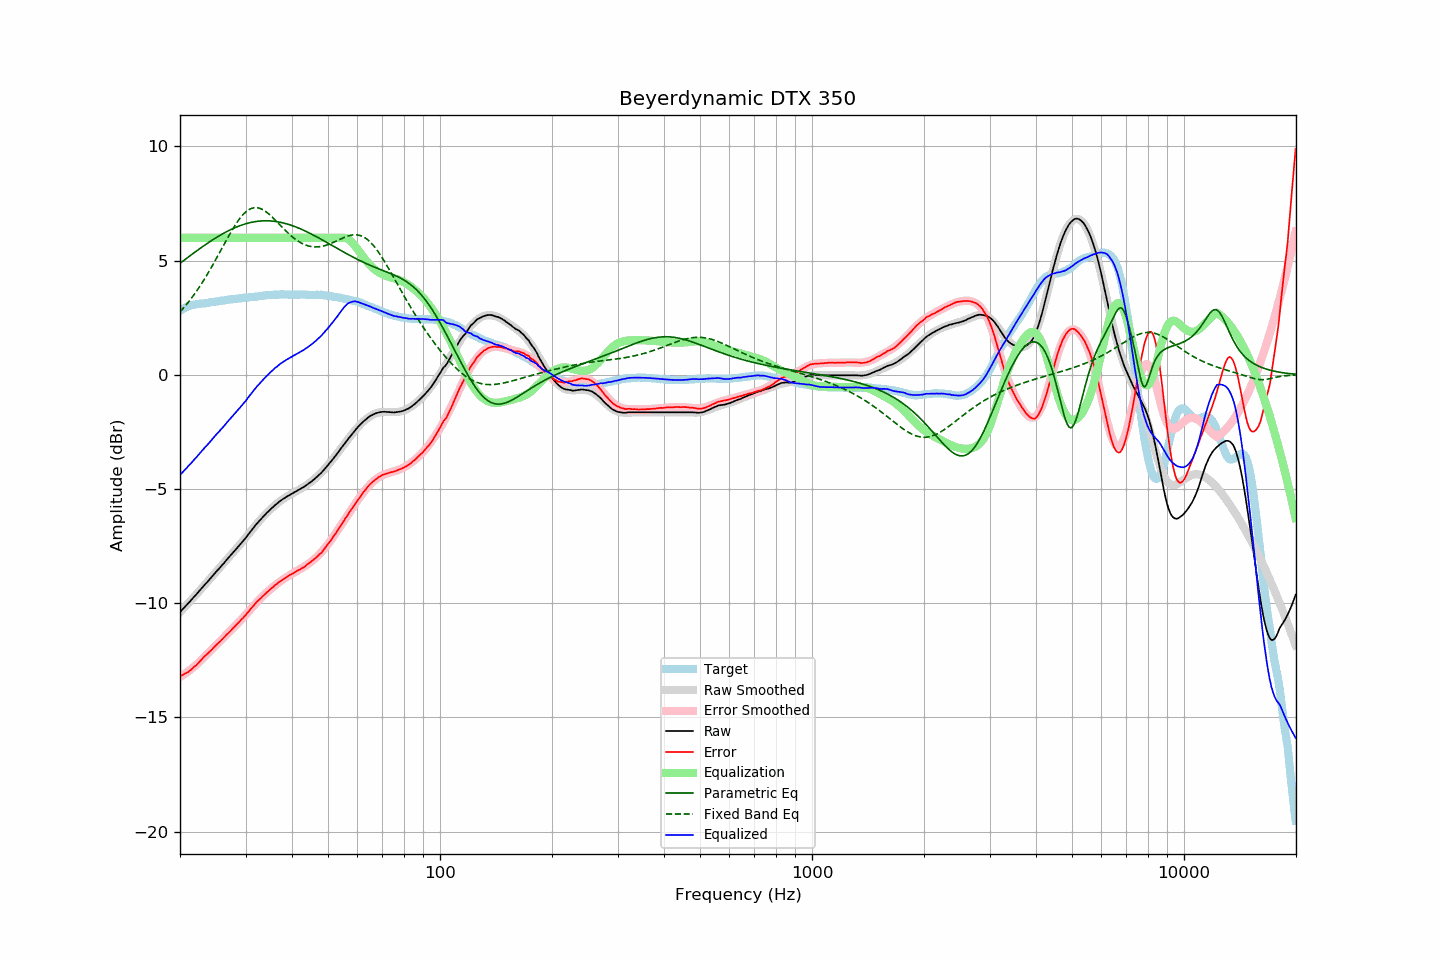 Beyerdynamic DTX 350
10
5
0
−5
−10
−15
−20
Amplitude (dBr)
Target
Raw Smoothed
Error Smoothed
Raw
Error
Equalization
Parametric Eq
Fixed Band Eq
Equalized
100 1000 10000
Frequency (Hz)